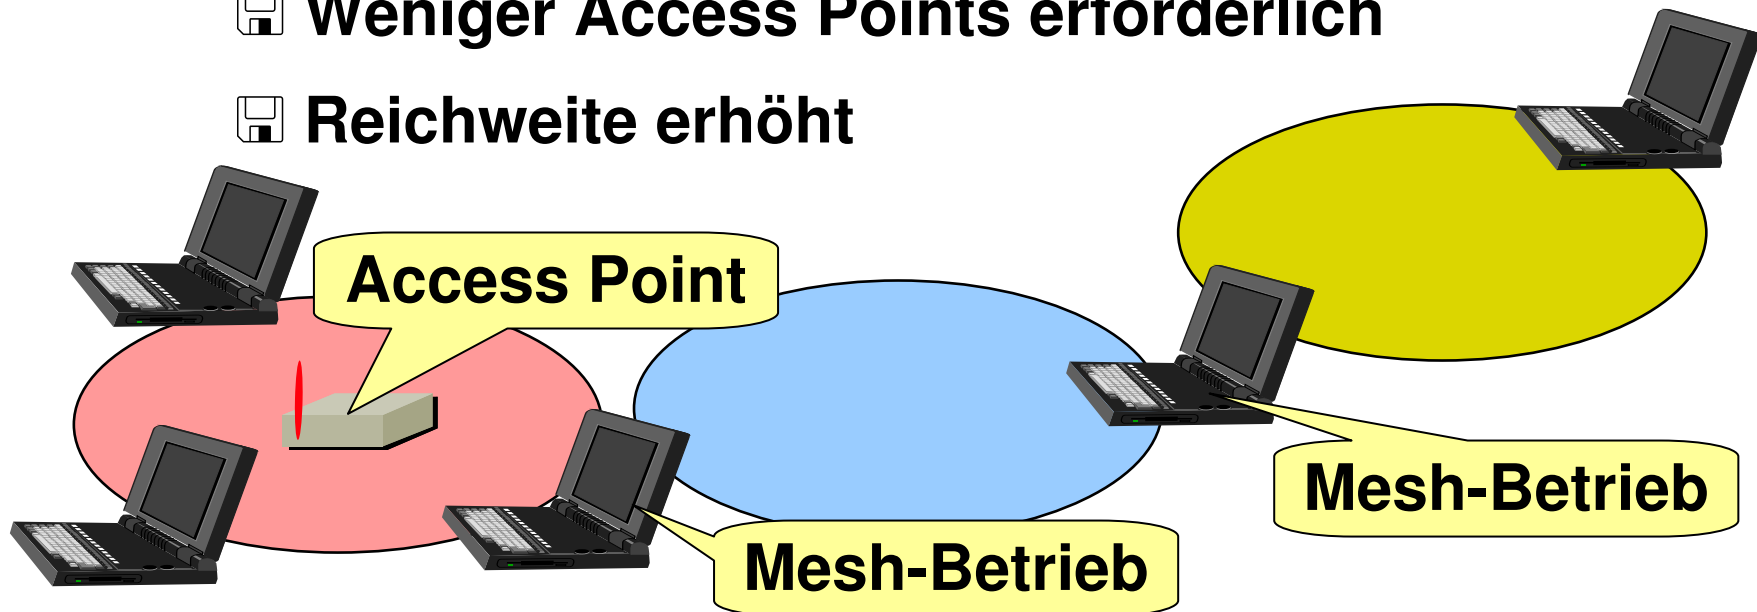 Weniger Access Points erforderlich
Reichweite erhöht
Access Point
Mesh-Betrieb
Mesh-Betrieb